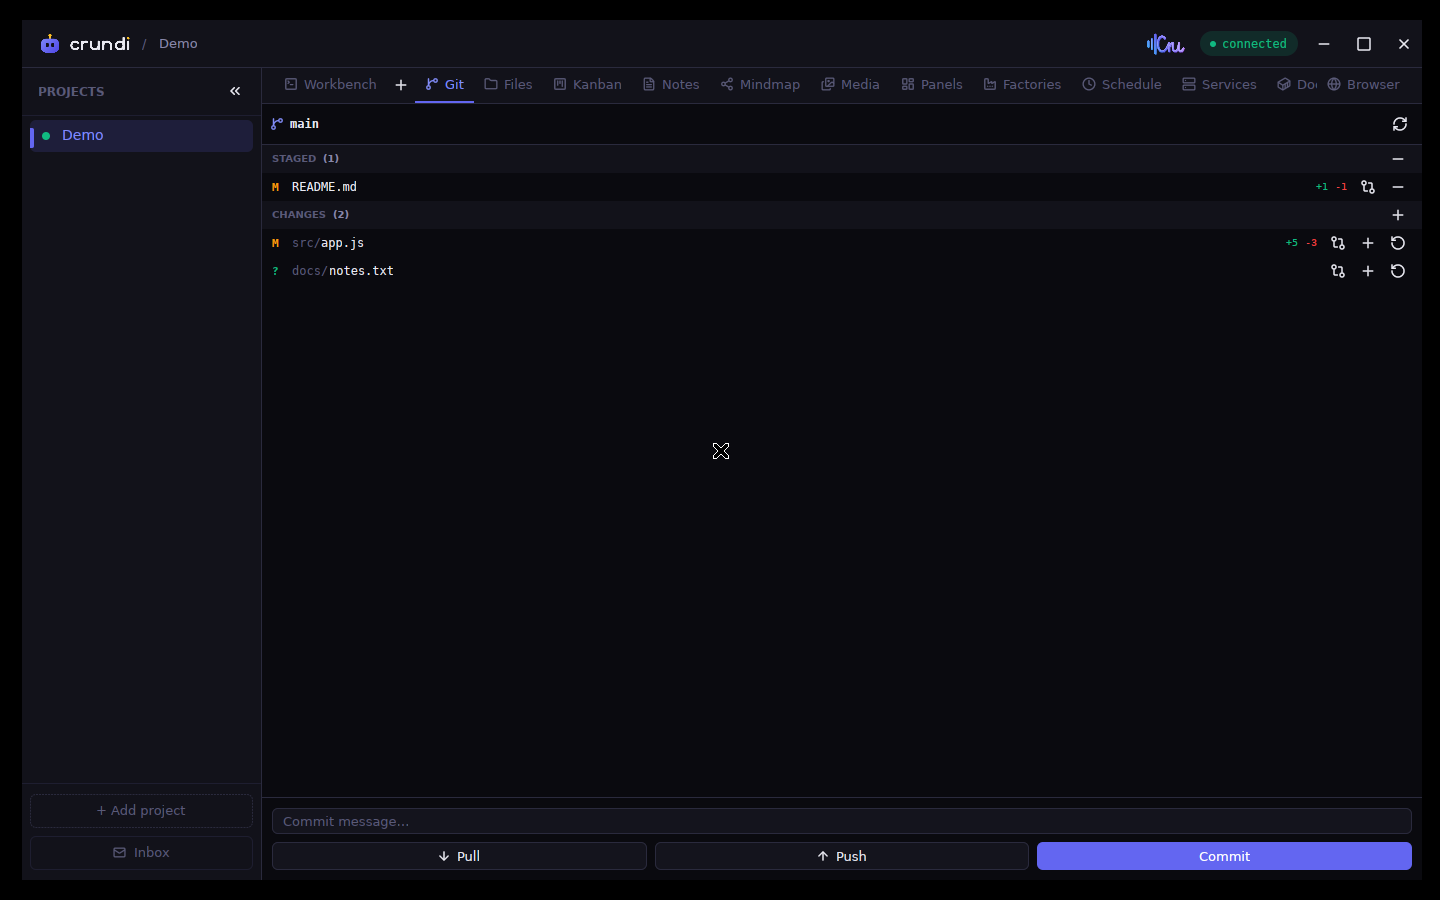 crundi / Demo
Cru
connected
PROJECTS
Workbench
Git
Files
Kanban
Notes
Mindmap
Media
Panels
Factories
Schedule
Services
Browser
Demo
main
STAGED (1)
M README.md +1 -1
CHANGES (2)
M src/app.js +5 -3
? docs/notes.txt
+ Add project
Inbox
Commit message...
Pull
Push
Commit